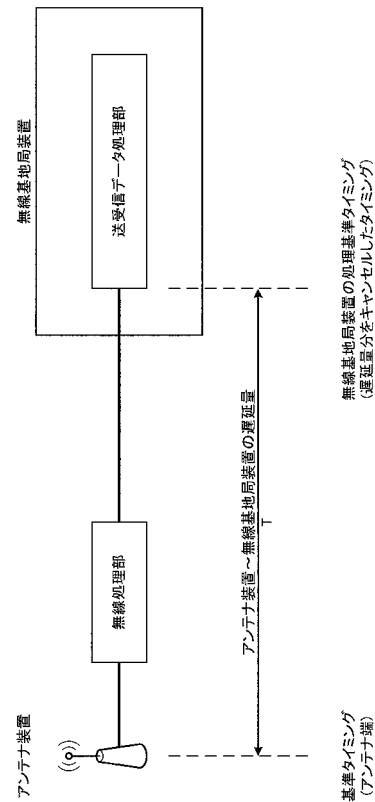 アンテナ装置
無線処理部
無線基地局装置
送受信データ処理部
アンテナ装置～無線基地局装置の遅延量
T
基準タイミング
(アンテナ端)
無線基地局装置の処理基準タイミング
(遅延量分をキャンセルしたタイミング)